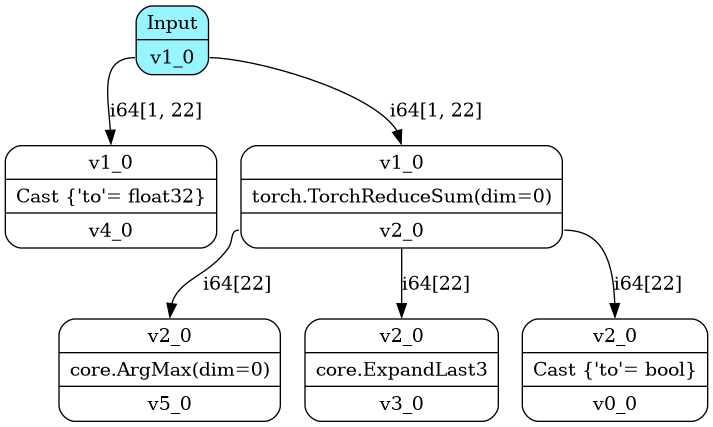 Input
v1_0
i64[1, 22]
i64[1, 22]
v1_0
Cast {'to'= float32}
v4_0
v1_0
torch.TorchReduceSum(dim=0)
v2_0
i64[22]
i64[22]
i64[22]
v2_0
core.ArgMax(dim=0)
v5_0
v2_0
core.ExpandLast3
v3_0
v2_0
Cast {'to'= bool}
v0_0